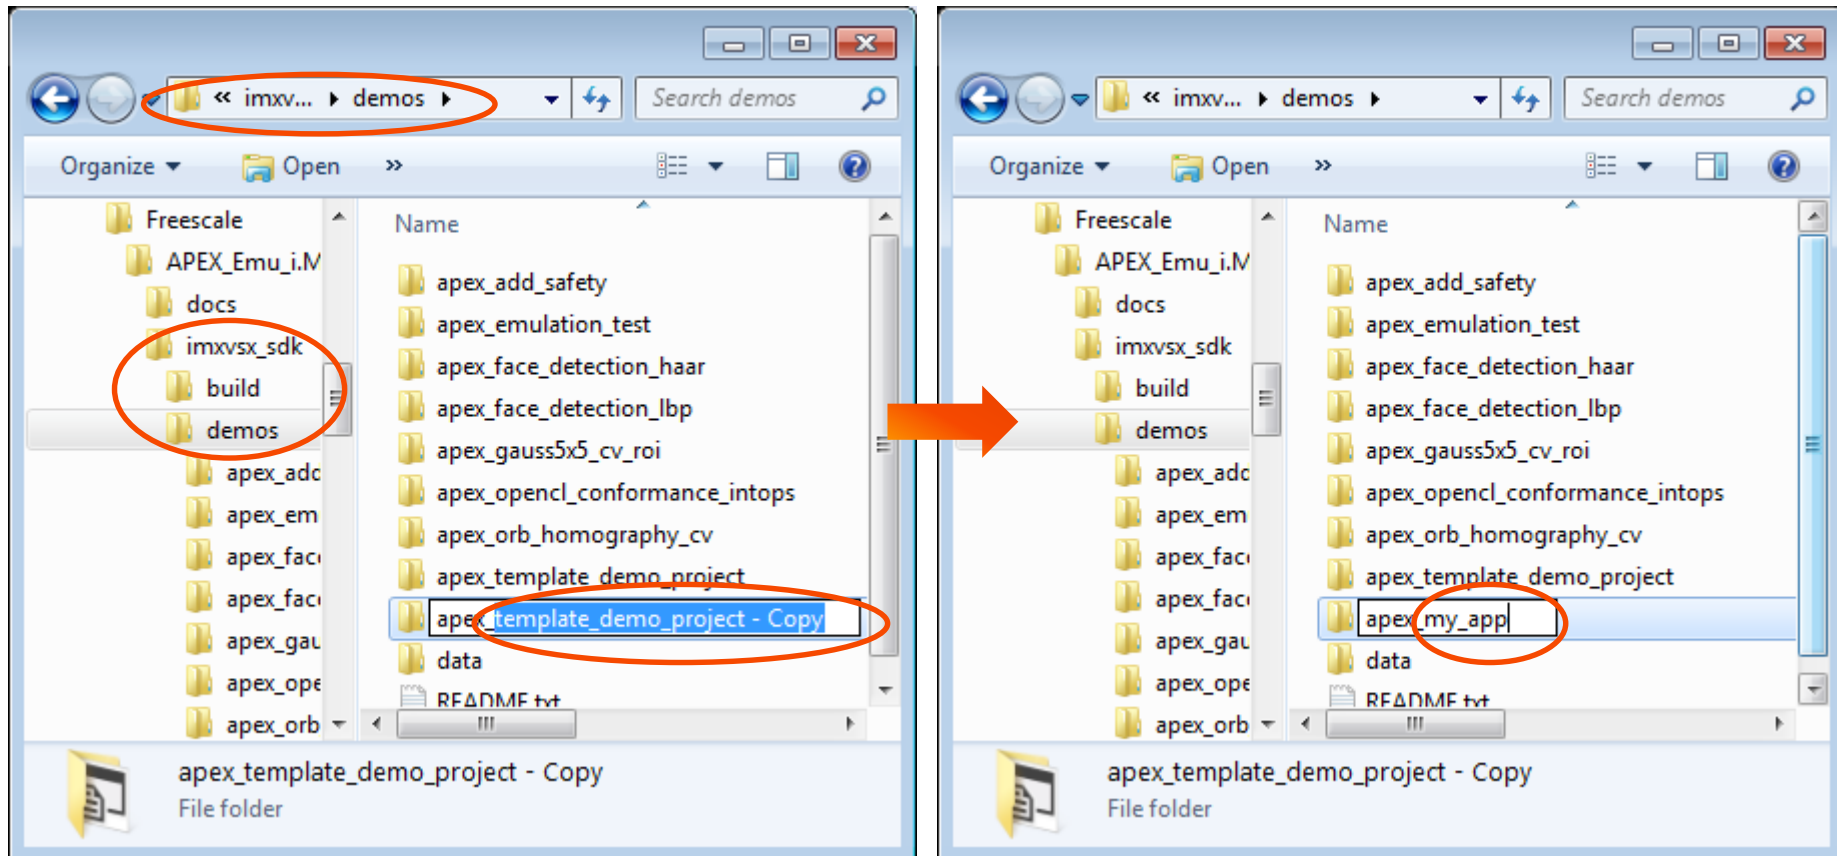 « imxv... demos
Search demos
Organize
Open
»
Freescale
APEX_Emu_i.M
docs
imxvsx_sdk
build
demos
apex_add
apex_em
apex_fac
apex_fac
apex_gau
apex_ope
apex_orb
Name
apex_add_safety
apex_emulation_test
apex_face_detection_haar
apex_face_detection_lbp
apex_gauss5x5_cv_roi
apex_opencl_conformance_intops
apex_orb_homography_cv
apex_template_demo_project
apex_template_demo_project - Copy
data
README.txt
apex_template_demo_project - Copy
File folder
« imxv... demos
Search demos
Organize
Open
»
Freescale
APEX_Emu_i.M
docs
imxvsx_sdk
build
demos
apex_add
apex_em
apex_fac
apex_fac
apex_gau
apex_ope
apex_orb
Name
apex_add_safety
apex_emulation_test
apex_face_detection_haar
apex_face_detection_lbp
apex_gauss5x5_cv_roi
apex_opencl_conformance_intops
apex_orb_homography_cv
apex_template_demo_project
apex_my_app
data
README.txt
apex_template_demo_project - Copy
File folder